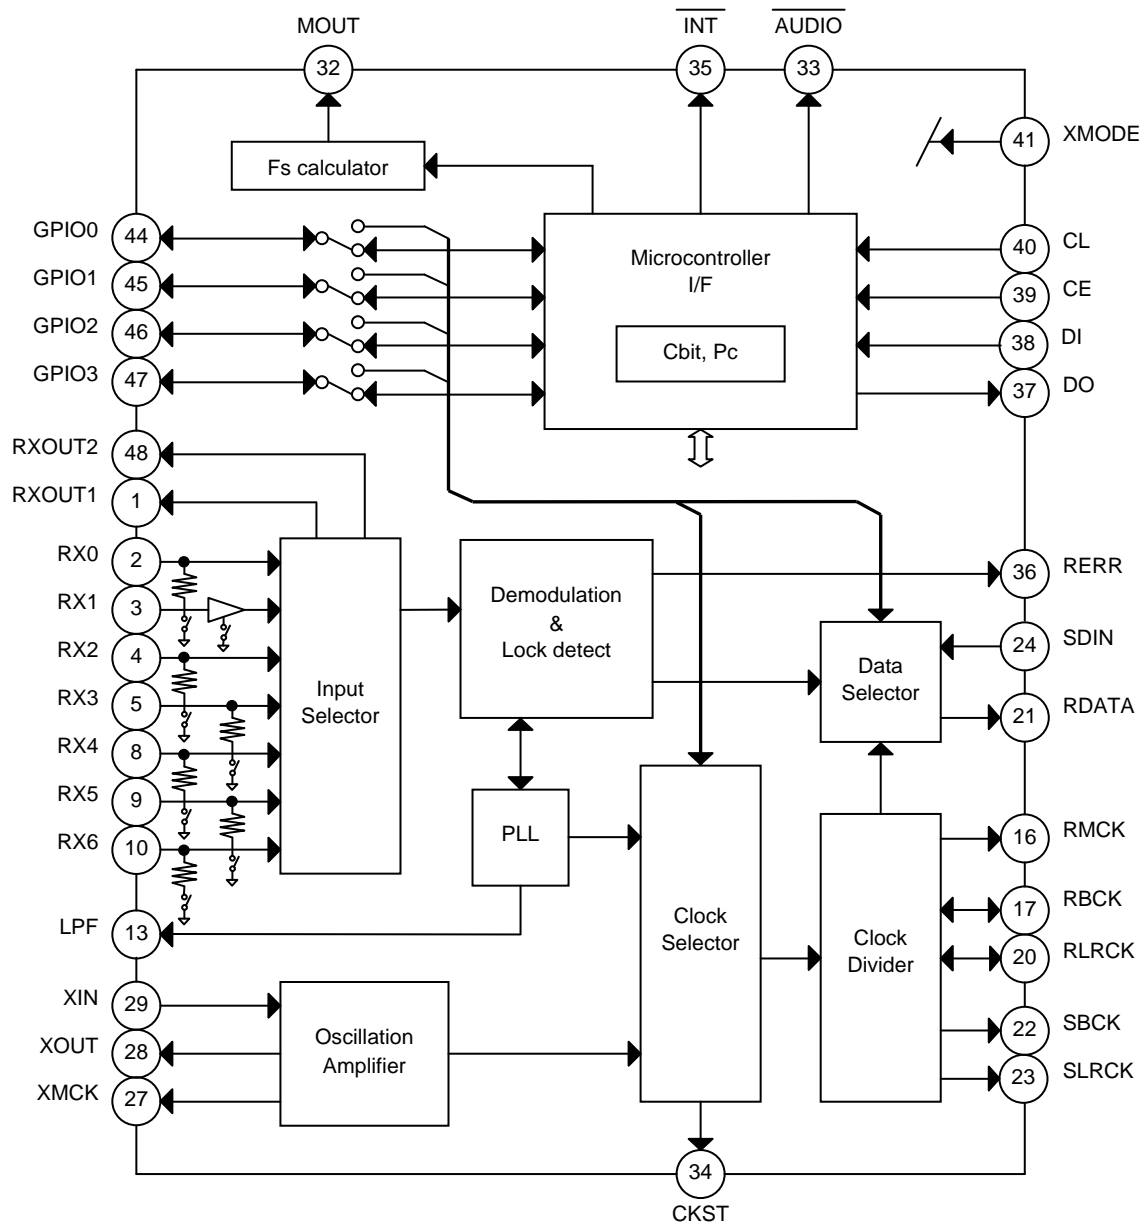 MOUT
INT
AUDIO
32
35
33
41
XMODE
Fs calculator
GPIO0
44
GPIO1
45
GPIO2
46
GPIO3
47
Microcontroller
I/F
Cbit, Pc
40
CL
39
CE
38
DI
37
DO
RXOUT2
48
RXOUT1
1
RX0
2
RX1
3
RX2
4
RX3
5
RX4
8
RX5
9
RX6
10
Input
Selector
Demodulation
&
Lock detect
36
RERR
24
SDIN
Data
Selector
21
RDATA
PLL
LPF
13
Clock
Selector
Clock
Divider
16
RMCK
17
RBCK
20
RLRCK
22
SBCK
23
SLRCK
XIN
29
XOUT
28
XMCK
27
Oscillation
Amplifier
34
CKST